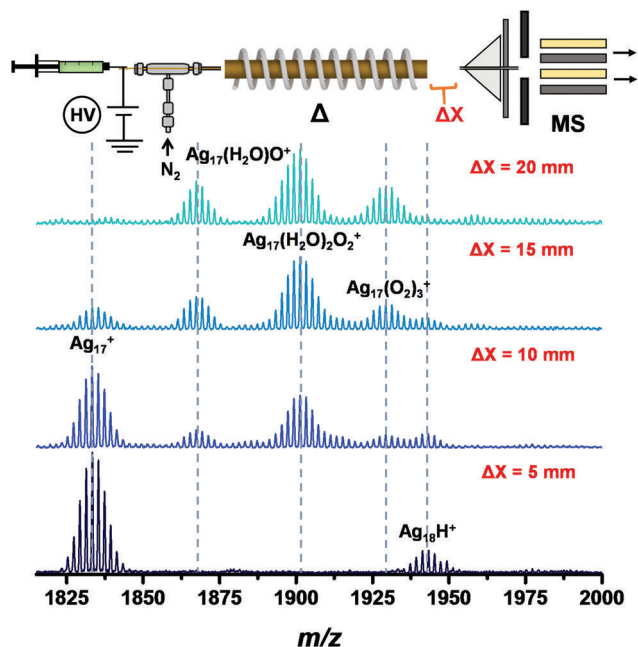 HV
N₂
Δ
ΔX
MS
Ag₁₇(H₂O)O⁺
ΔX = 20 mm
Ag₁₇(H₂O)₂O₂⁺
ΔX = 15 mm
Ag₁₇(O₂)₃⁺
Ag₁₇⁺
ΔX = 10 mm
ΔX = 5 mm
Ag₁₈H⁺
1825 1850 1875 1900 1925 1950 1975 2000
m/z